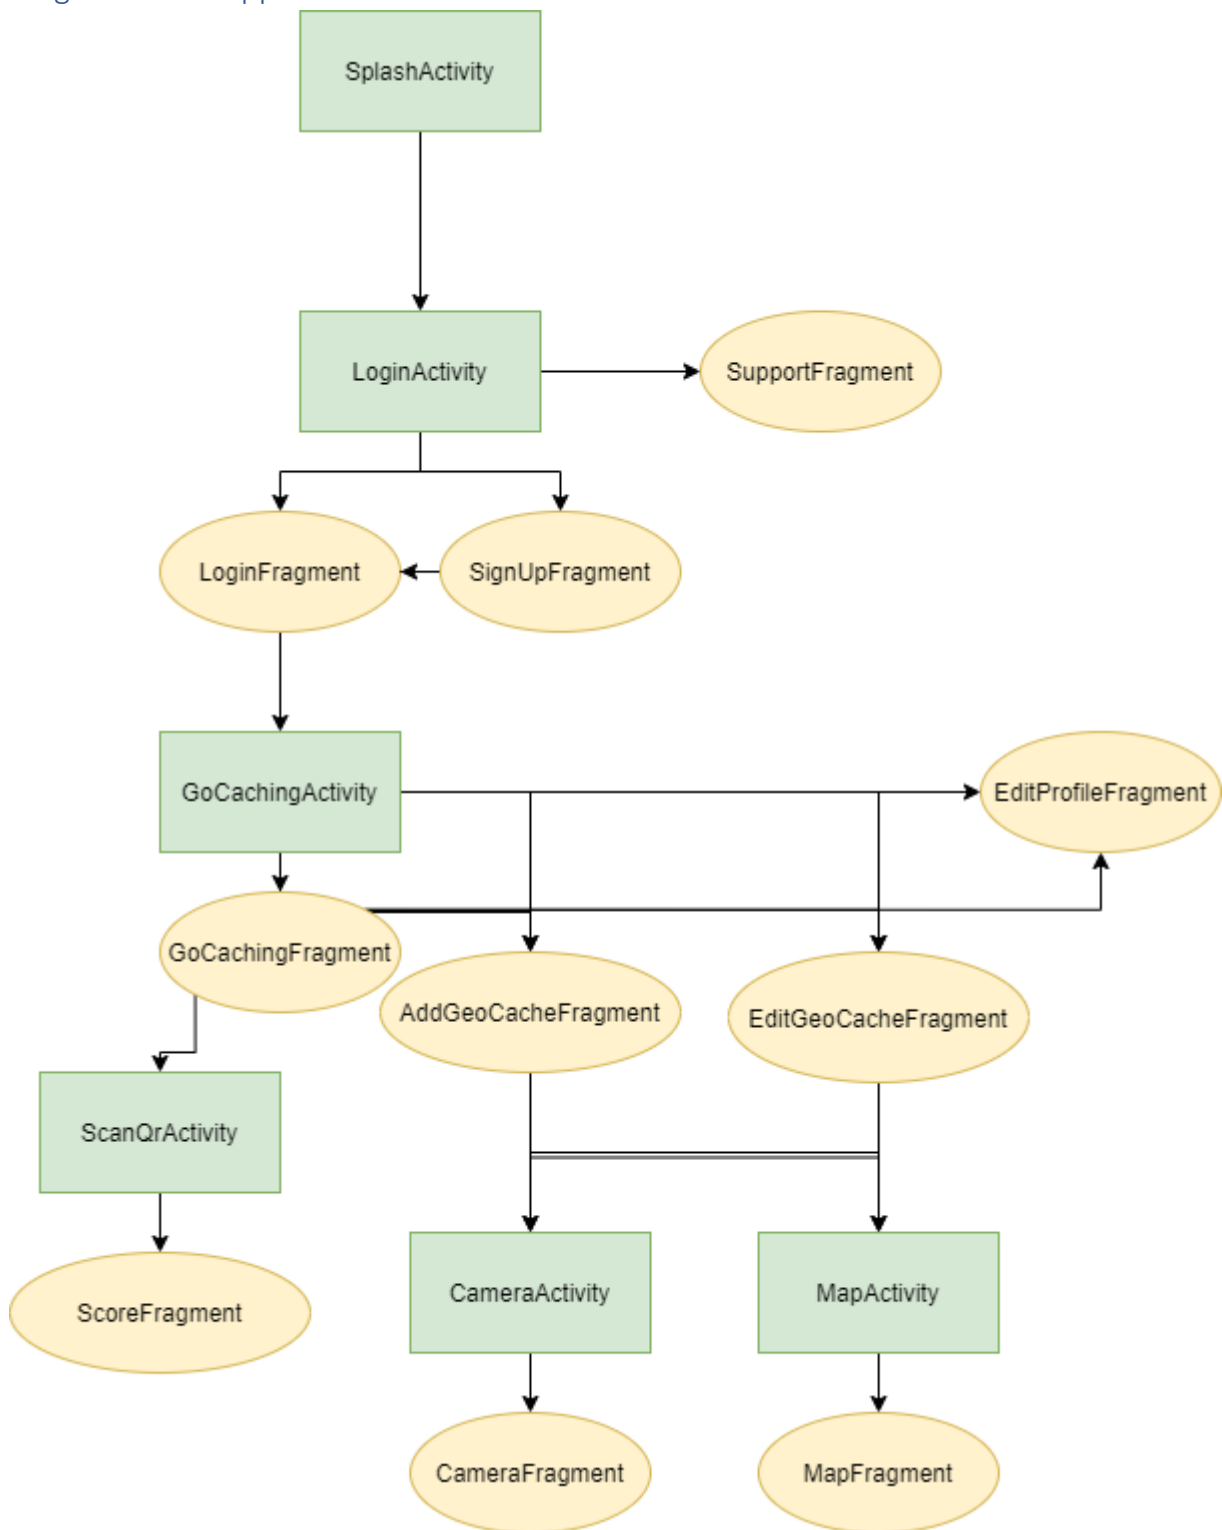 SplashActivity
LoginActivity
SupportFragment
LoginFragment
SignUpFragment
GoCachingActivity
EditProfileFragment
GoCachingFragment
AddGeoCacheFragment
EditGeoCacheFragment
ScanQrActivity
CameraActivity
MapActivity
ScoreFragment
CameraFragment
MapFragment